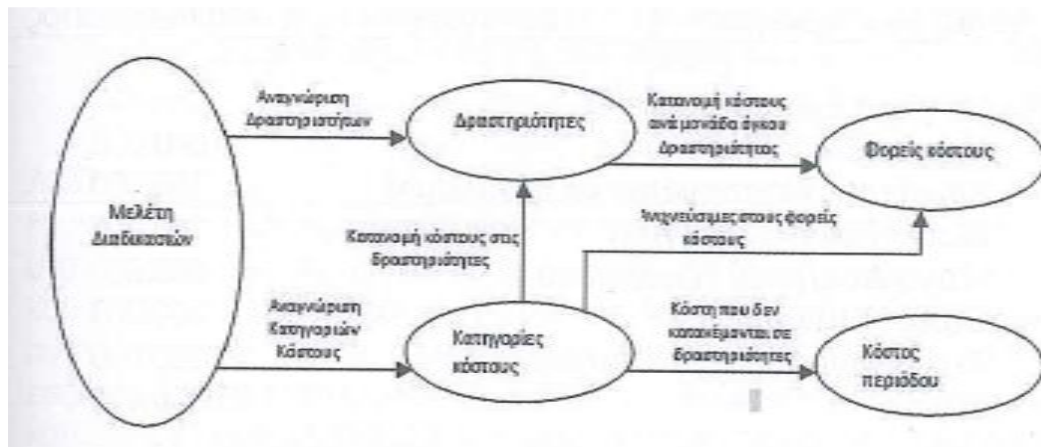 Αναγνώριση
Δραστηριοτήτων
Δραστηριότητες
Κατανομή κόστους
ανά μονάδα όγκου
Δραστηριότητας
Φορείς κόστους
Μελέτη
Διαδικασιών
Κατανομή κόστους στις
δραστηριότητες
Ανιχνεύσιμες στους φορείς
κόστους
Αναγνώριση
Κατηγοριών
Κόστους
Κατηγορίες
κόστους
Κόστη που δεν
κατανέμονται σε
δραστηριότητες
Κόστος
περιόδου